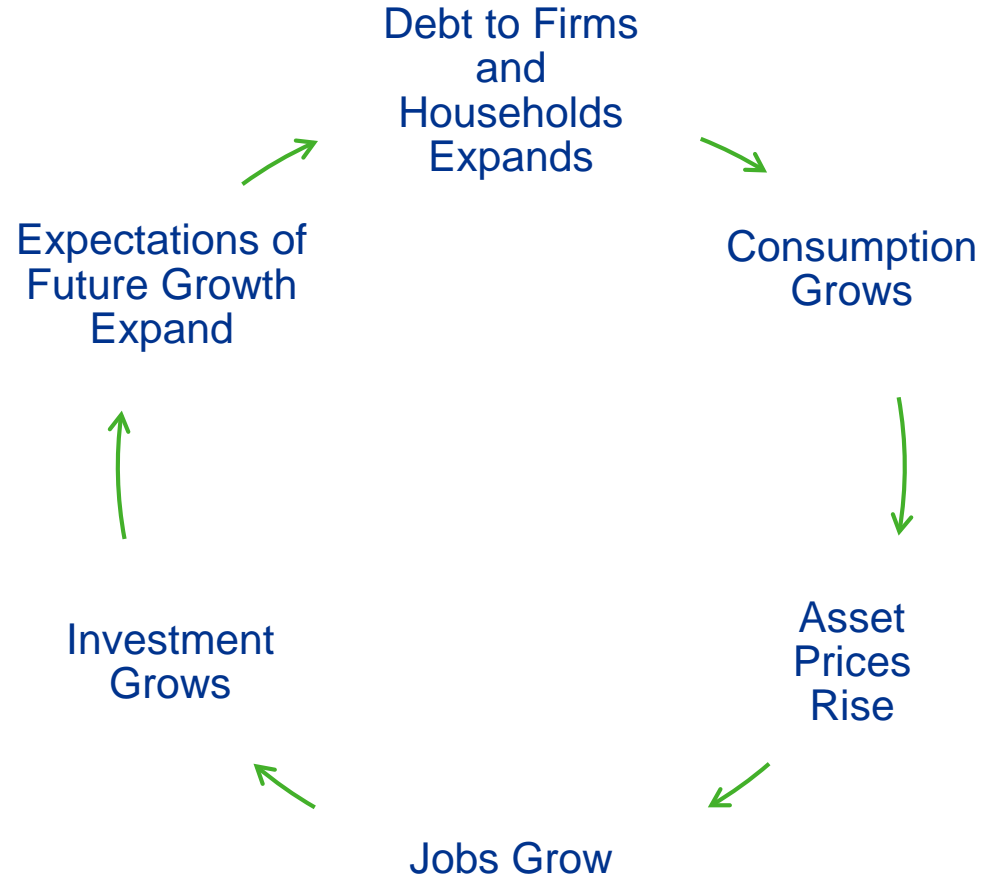 Debt to Firms
and
Households
Expands
Consumption
Grows
Asset
Prices
Rise
Jobs Grow
Investment
Grows
Expectations of
Future Growth
Expand